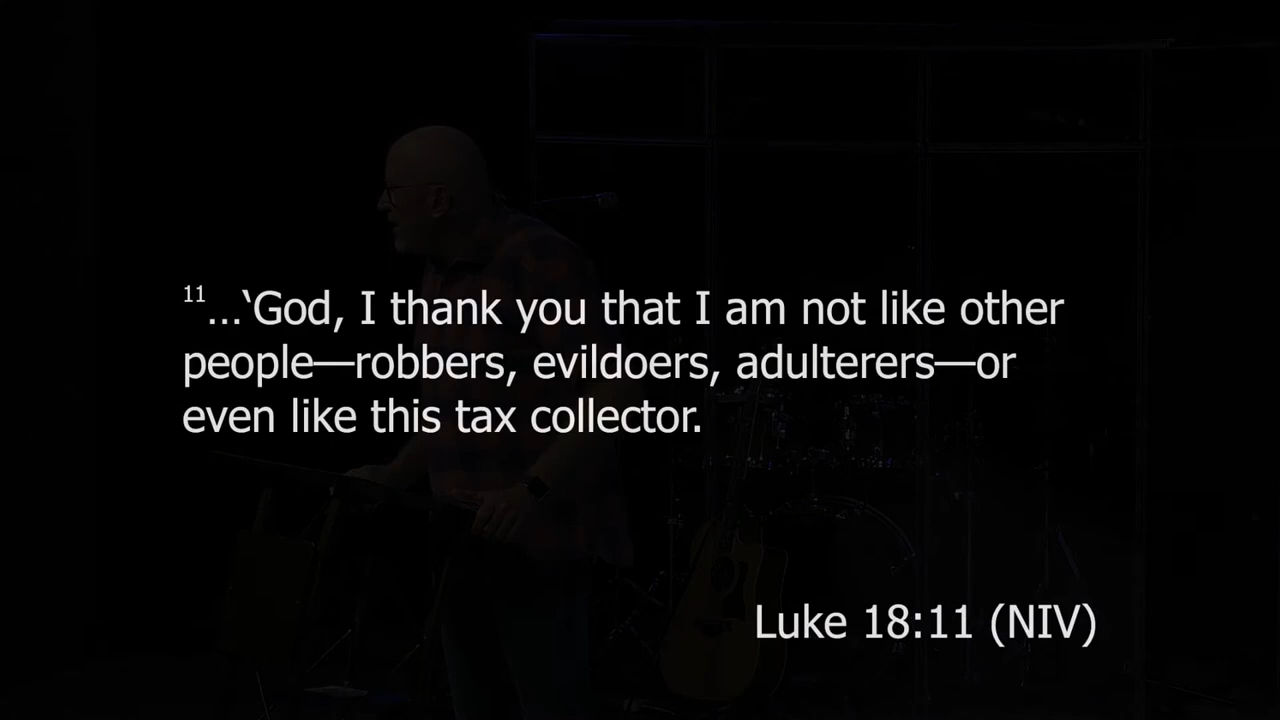 11…‘God, I thank you that I am not like other
people—robbers, evildoers, adulterers—or
even like this tax collector.
Luke 18:11 (NIV)